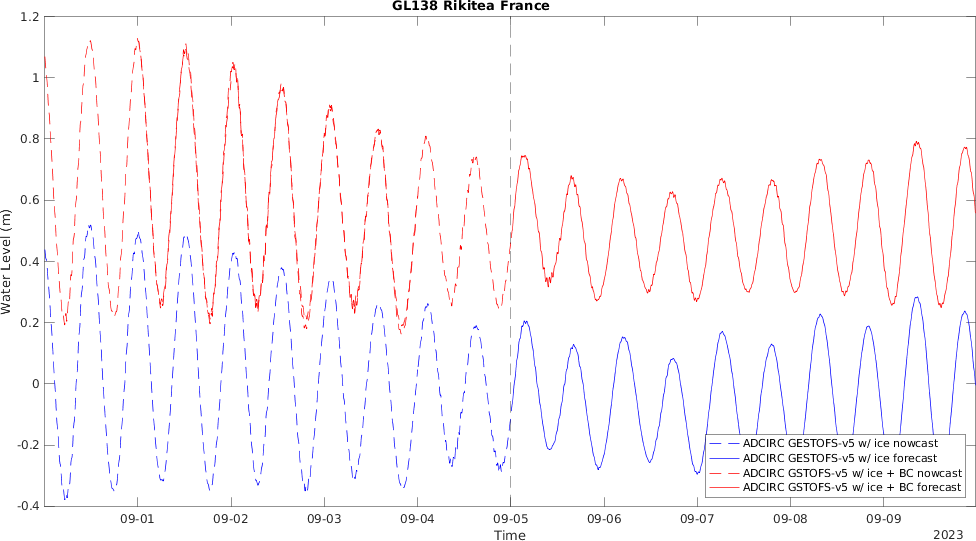 GL138 Rikitea France
1.2
1
0.8
0.6
0.4
0.2
0
-0.2
-0.4
Water Level (m)
09-01 09-02 09-03 09-04 09-05 09-06 09-07 09-08 09-09
Time
2023
ADCIRC GESTOFS-v5 w/ ice nowcast
ADCIRC GESTOFS-v5 w/ ice forecast
ADCIRC GSTOFS-v5 w/ ice + BC nowcast
ADCIRC GSTOFS-v5 w/ ice + BC forecast